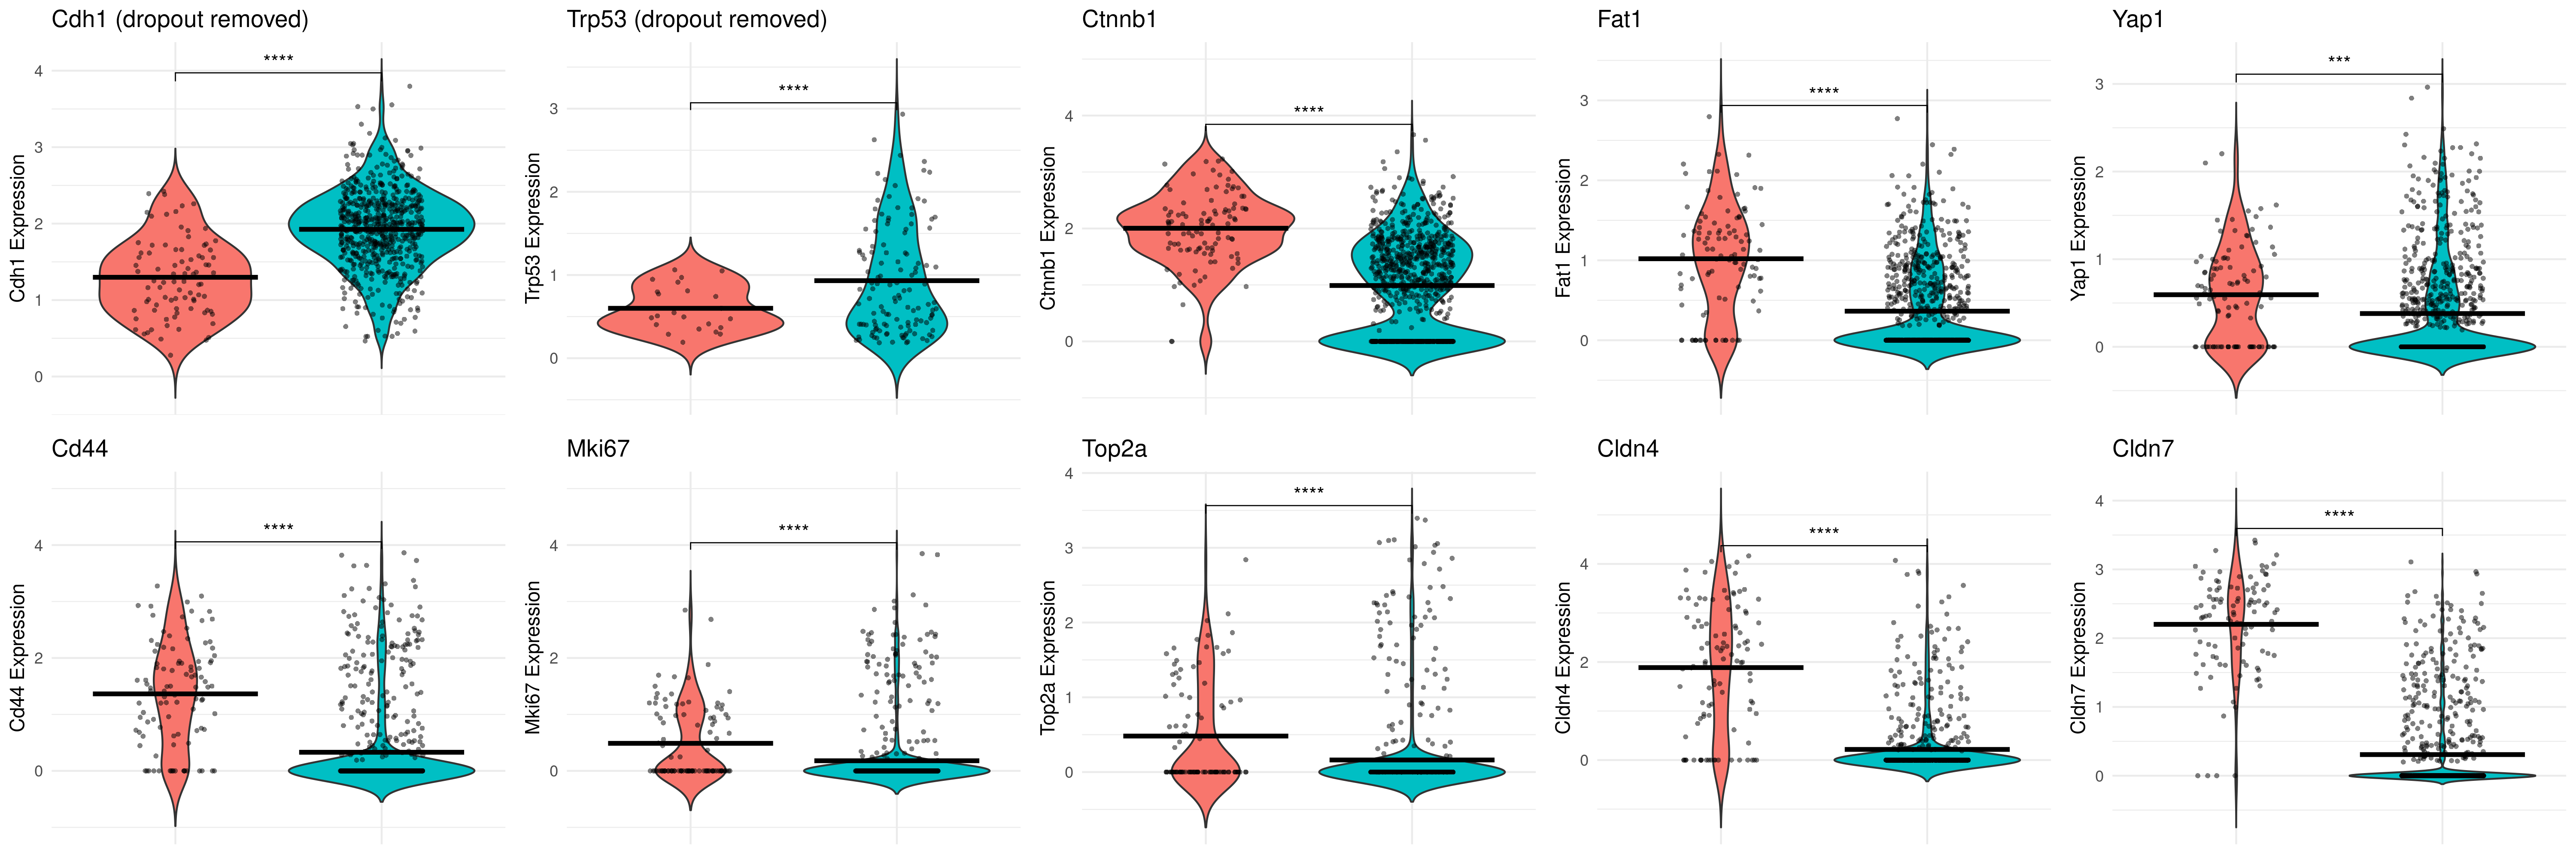 Cdh1 (dropout removed)
Cdh1 Expression
4
3
2
1
0
****
Trp53 (dropout removed)
Trp53 Expression
3
2
1
0
****
Ctnnb1
Ctnnb1 Expression
4
2
0
****
Fat1
Fat1 Expression
3
2
1
0
****
Yap1
Yap1 Expression
3
2
1
0
***
Cd44
Cd44 Expression
4
2
0
****
Mki67
Mki67 Expression
4
2
0
****
Top2a
Top2a Expression
4
3
2
1
0
****
Cldn4
Cldn4 Expression
4
2
0
****
Cldn7
Cldn7 Expression
4
3
2
1
0
****